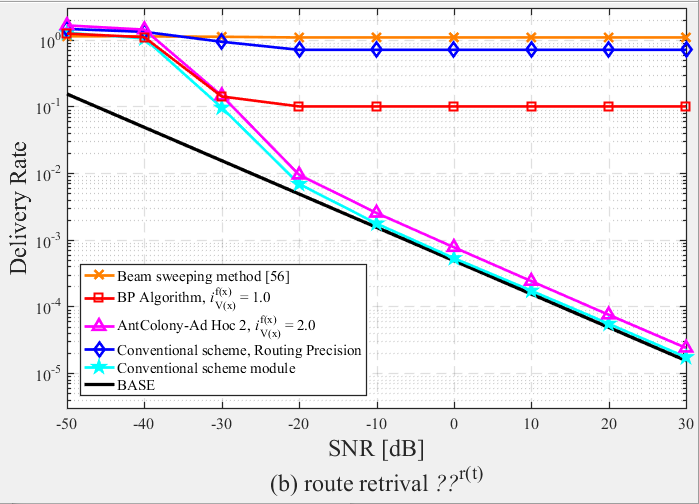 10⁰
10⁻¹
10⁻²
10⁻³
10⁻⁴
10⁻⁵
Delivery Rate
Beam sweeping method [56]
BP Algorithm, i_{V(x)}^{f(x)} = 1.0
AntColony-Ad Hoc 2, i_{V(x)}^{f(x)} = 2.0
Conventional scheme, Routing Precision
Conventional scheme module
BASE
-50 -40 -30 -20 -10 0 10 20 30
SNR [dB]
(b) route retrival ??^{r(t)}